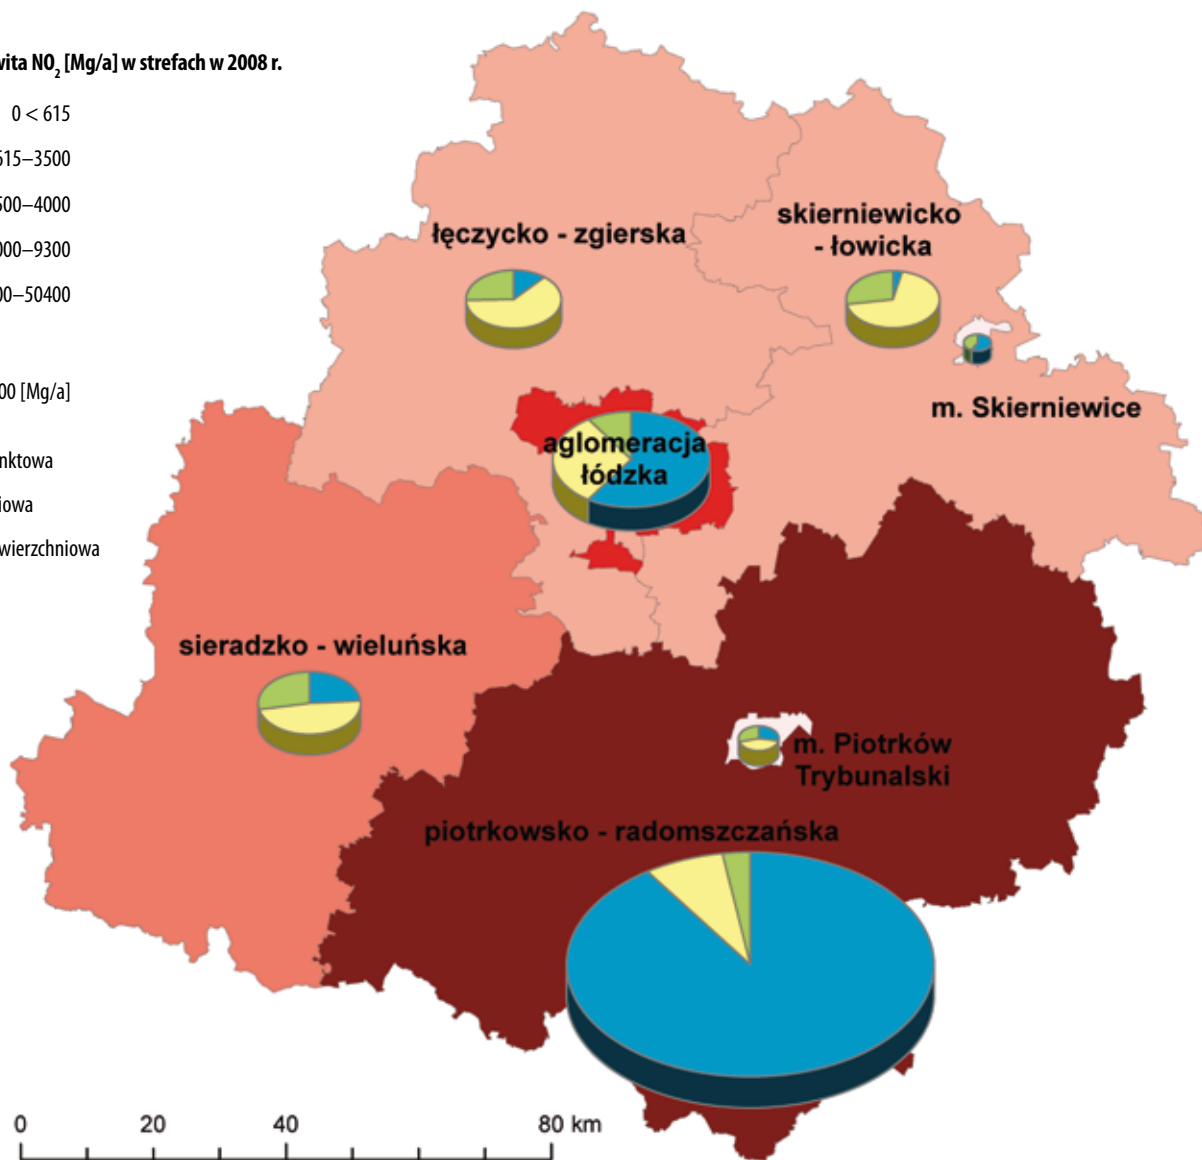 wita NO₂ [Mg/a] w strefach w 2008 r.
0 < 615
615–3500
500–4000
000–9300
00–50400
00 [Mg/a]
nktowa
iowa
wierzchniowa
łęczycko - zgierska
skierniewicko
- łowicka
m. Skierniewice
aglomeracja
łódzka
sieradzko - wieluńska
m. Piotrków
Trybunalski
piotrkowsko - radomszczańska
0 20 40 80 km